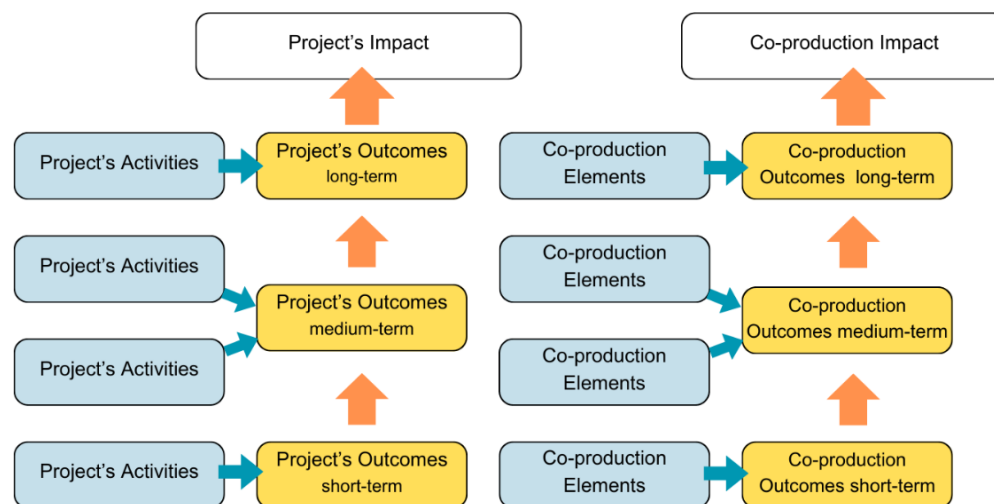 Project's Impact
Co-production Impact
Project's Activities
Project's Outcomes
long-term
Co-production
Elements
Co-production
Outcomes long-term
Project's Activities
Co-production
Elements
Project's Outcomes
medium-term
Co-production
Outcomes medium-term
Project's Activities
Co-production
Elements
Project's Activities
Project's Outcomes
short-term
Co-production
Elements
Co-production
Outcomes short-term